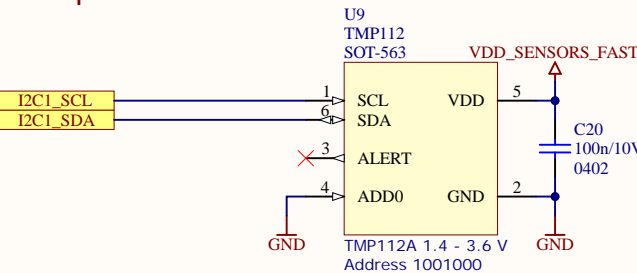 U9
TMP112
SOT-563
VDD_SENSORS_FAST
I2C1_SCL
I2C1_SDA
1
6
3
4
SCL
SDA
ALERT
ADD0
VDD
GND
5
2
C20
100n/10V
0402
GND
GND
TMP112A 1.4 - 3.6 V
Address 1001000